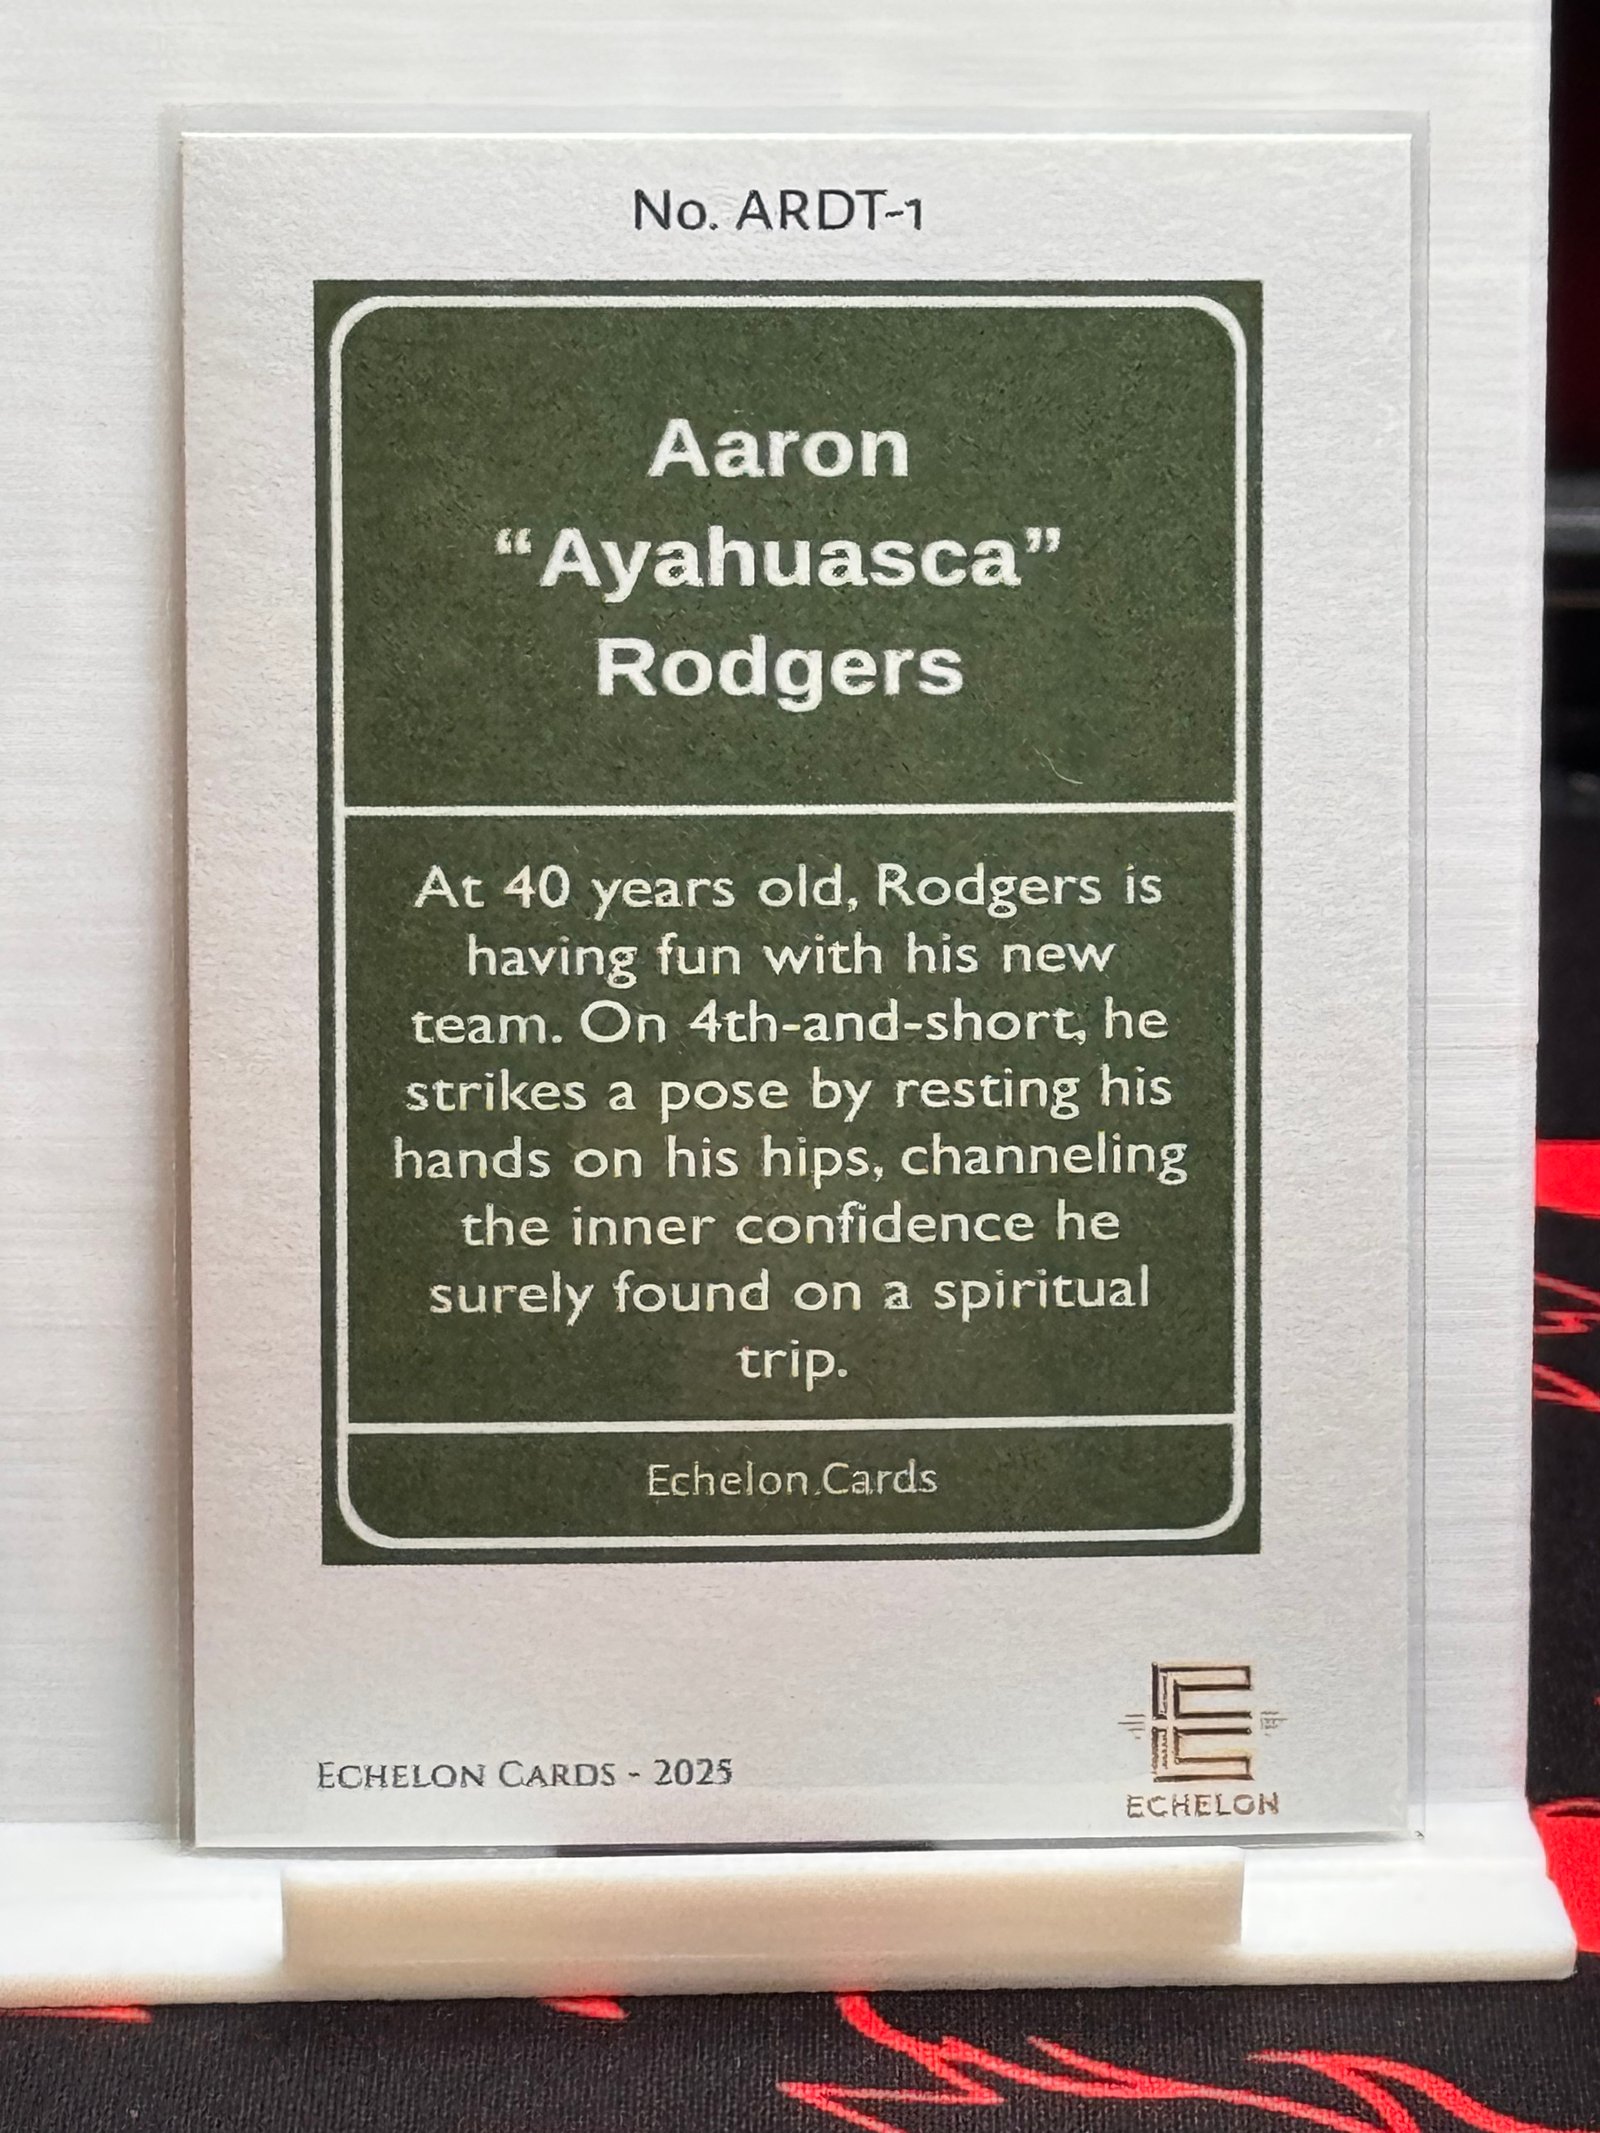 No. ARDT-1
Aaron
“Ayahuasca”
Rodgers
At 40 years old, Rodgers is
having fun with his new
team. On 4th-and-short, he
strikes a pose by resting his
hands on his hips, channeling
the inner confidence he
surely found on a spiritual
trip.
Echelon Cards
ECHELON CARDS - 2025
ECHELON